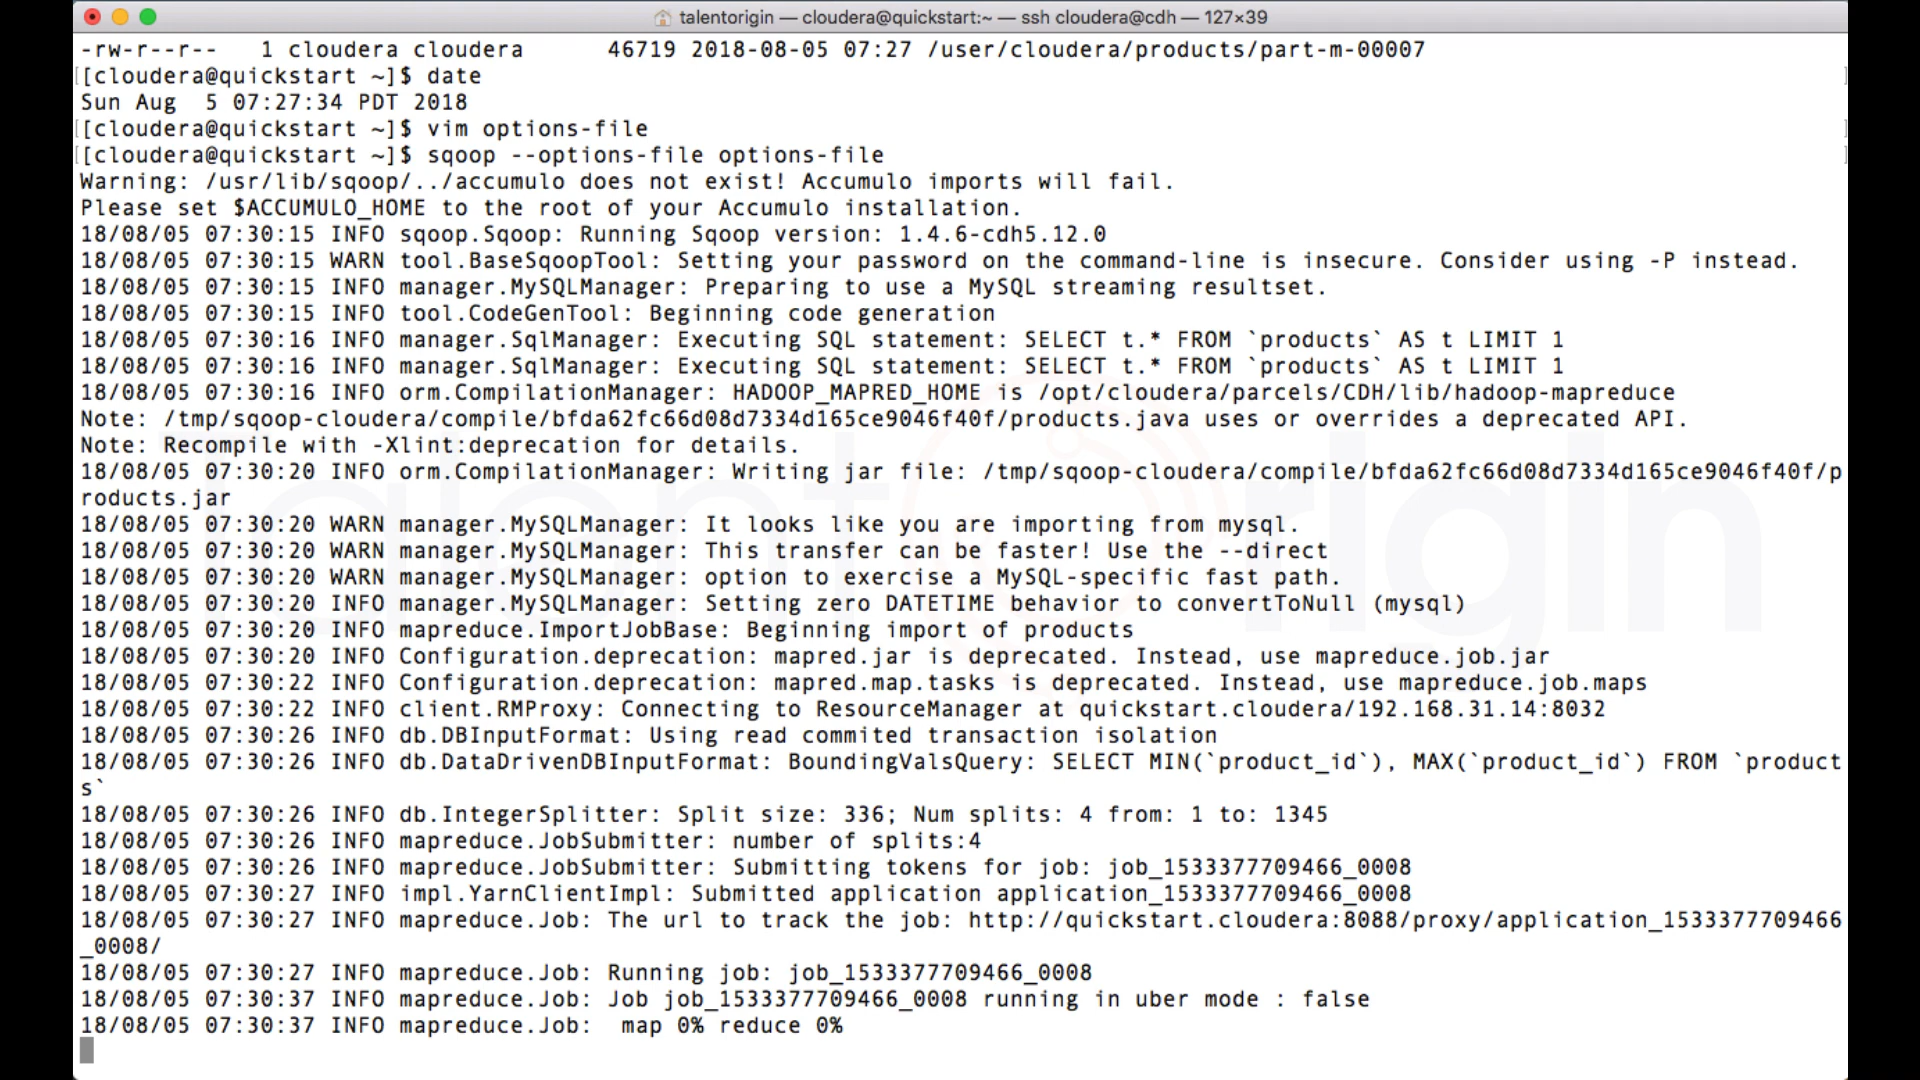 talentorigin — cloudera@quickstart:~ — ssh cloudera@cdh — 127×39
-rw-r--r--   1 cloudera cloudera      46719 2018-08-05 07:27 /user/cloudera/products/part-m-00007
[[cloudera@quickstart ~]$ date ]
Sun Aug  5 07:27:34 PDT 2018
[[cloudera@quickstart ~]$ vim options-file ]
[[cloudera@quickstart ~]$ sqoop --options-file options-file ]
Warning: /usr/lib/sqoop/../accumulo does not exist! Accumulo imports will fail.
Please set $ACCUMULO_HOME to the root of your Accumulo installation.
18/08/05 07:30:15 INFO sqoop.Sqoop: Running Sqoop version: 1.4.6-cdh5.12.0
18/08/05 07:30:15 WARN tool.BaseSqoopTool: Setting your password on the command-line is insecure. Consider using -P instead.
18/08/05 07:30:15 INFO manager.MySQLManager: Preparing to use a MySQL streaming resultset.
18/08/05 07:30:15 INFO tool.CodeGenTool: Beginning code generation
18/08/05 07:30:16 INFO manager.SqlManager: Executing SQL statement: SELECT t.* FROM `products` AS t LIMIT 1
18/08/05 07:30:16 INFO manager.SqlManager: Executing SQL statement: SELECT t.* FROM `products` AS t LIMIT 1
18/08/05 07:30:16 INFO orm.CompilationManager: HADOOP_MAPRED_HOME is /opt/cloudera/parcels/CDH/lib/hadoop-mapreduce
Note: /tmp/sqoop-cloudera/compile/bfda62fc66d08d7334d165ce9046f40f/products.java uses or overrides a deprecated API.
Note: Recompile with -Xlint:deprecation for details.
18/08/05 07:30:20 INFO orm.CompilationManager: Writing jar file: /tmp/sqoop-cloudera/compile/bfda62fc66d08d7334d165ce9046f40f/p
roducts.jar
18/08/05 07:30:20 WARN manager.MySQLManager: It looks like you are importing from mysql.
18/08/05 07:30:20 WARN manager.MySQLManager: This transfer can be faster! Use the --direct
18/08/05 07:30:20 WARN manager.MySQLManager: option to exercise a MySQL-specific fast path.
18/08/05 07:30:20 INFO manager.MySQLManager: Setting zero DATETIME behavior to convertToNull (mysql)
18/08/05 07:30:20 INFO mapreduce.ImportJobBase: Beginning import of products
18/08/05 07:30:20 INFO Configuration.deprecation: mapred.jar is deprecated. Instead, use mapreduce.job.jar
18/08/05 07:30:22 INFO Configuration.deprecation: mapred.map.tasks is deprecated. Instead, use mapreduce.job.maps
18/08/05 07:30:22 INFO client.RMProxy: Connecting to ResourceManager at quickstart.cloudera/192.168.31.14:8032
18/08/05 07:30:26 INFO db.DBInputFormat: Using read commited transaction isolation
18/08/05 07:30:26 INFO db.DataDrivenDBInputFormat: BoundingValsQuery: SELECT MIN(`product_id`), MAX(`product_id`) FROM `product
s`
18/08/05 07:30:26 INFO db.IntegerSplitter: Split size: 336; Num splits: 4 from: 1 to: 1345
18/08/05 07:30:26 INFO mapreduce.JobSubmitter: number of splits:4
18/08/05 07:30:26 INFO mapreduce.JobSubmitter: Submitting tokens for job: job_1533377709466_0008
18/08/05 07:30:27 INFO impl.YarnClientImpl: Submitted application application_1533377709466_0008
18/08/05 07:30:27 INFO mapreduce.Job: The url to track the job: http://quickstart.cloudera:8088/proxy/application_1533377709466
_0008/
18/08/05 07:30:27 INFO mapreduce.Job: Running job: job_1533377709466_0008
18/08/05 07:30:37 INFO mapreduce.Job: Job job_1533377709466_0008 running in uber mode : false
18/08/05 07:30:37 INFO mapreduce.Job:  map 0% reduce 0%
talent Origin